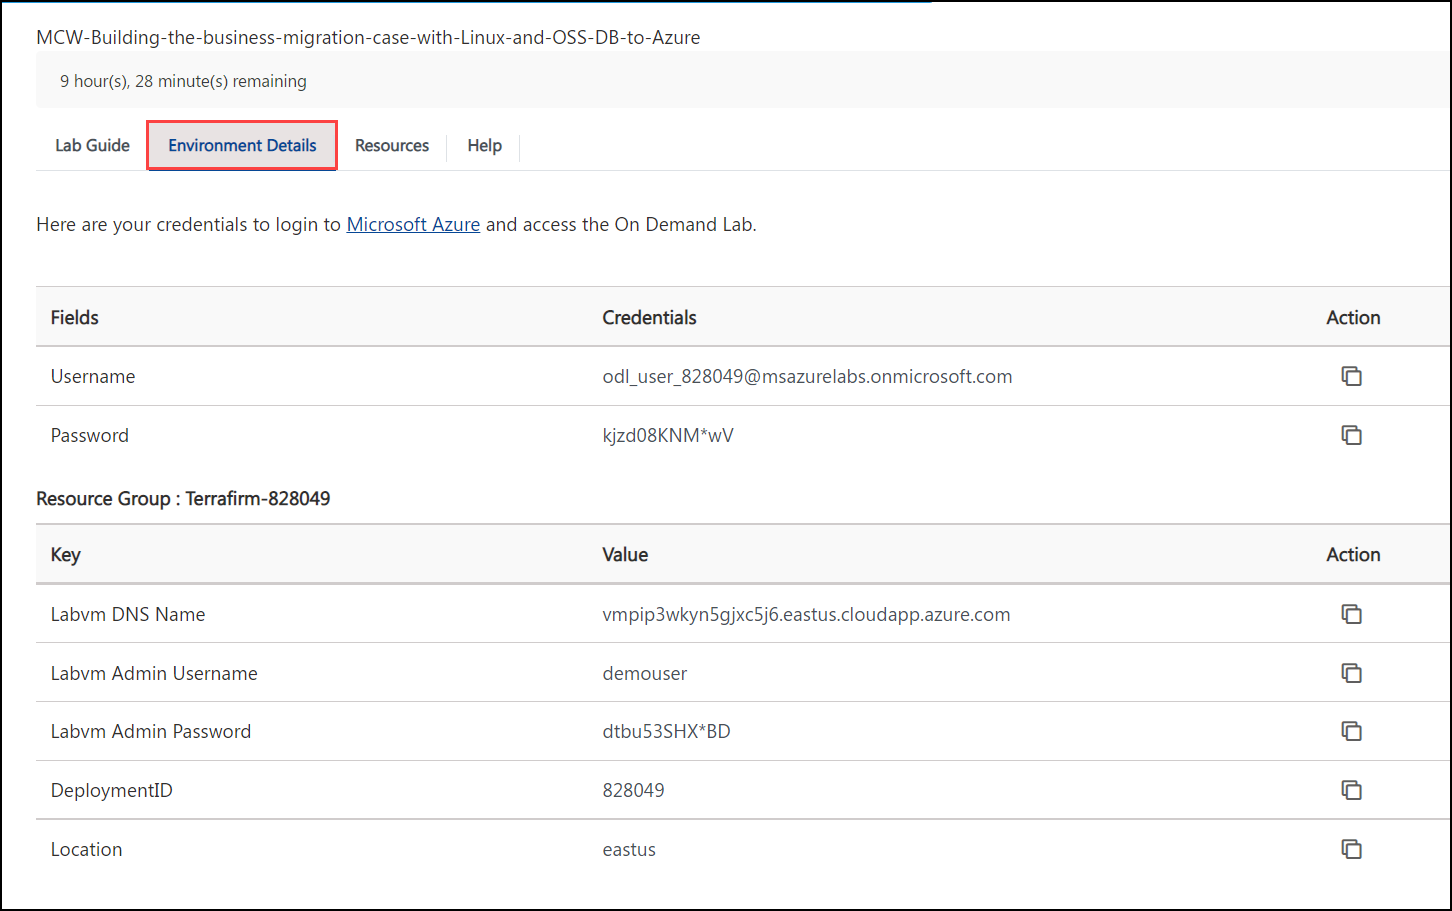 MCW-Building-the-business-migration-case-with-Linux-and-OSS-DB-to-Azure
9 hour(s), 28 minute(s) remaining
Lab Guide Environment Details Resources Help
Here are your credentials to login to Microsoft Azure and access the On Demand Lab.
Fields Credentials Action
Username odl_user_828049@msazurelabs.onmicrosoft.com
Password kjzd08KNM*wV
Resource Group : Terrafirm-828049
Key Value Action
Labvm DNS Name vmpip3wkyn5gjxc5j6.eastus.cloudapp.azure.com
Labvm Admin Username demouser
Labvm Admin Password dtbu53SHX*BD
DeploymentID 828049
Location eastus